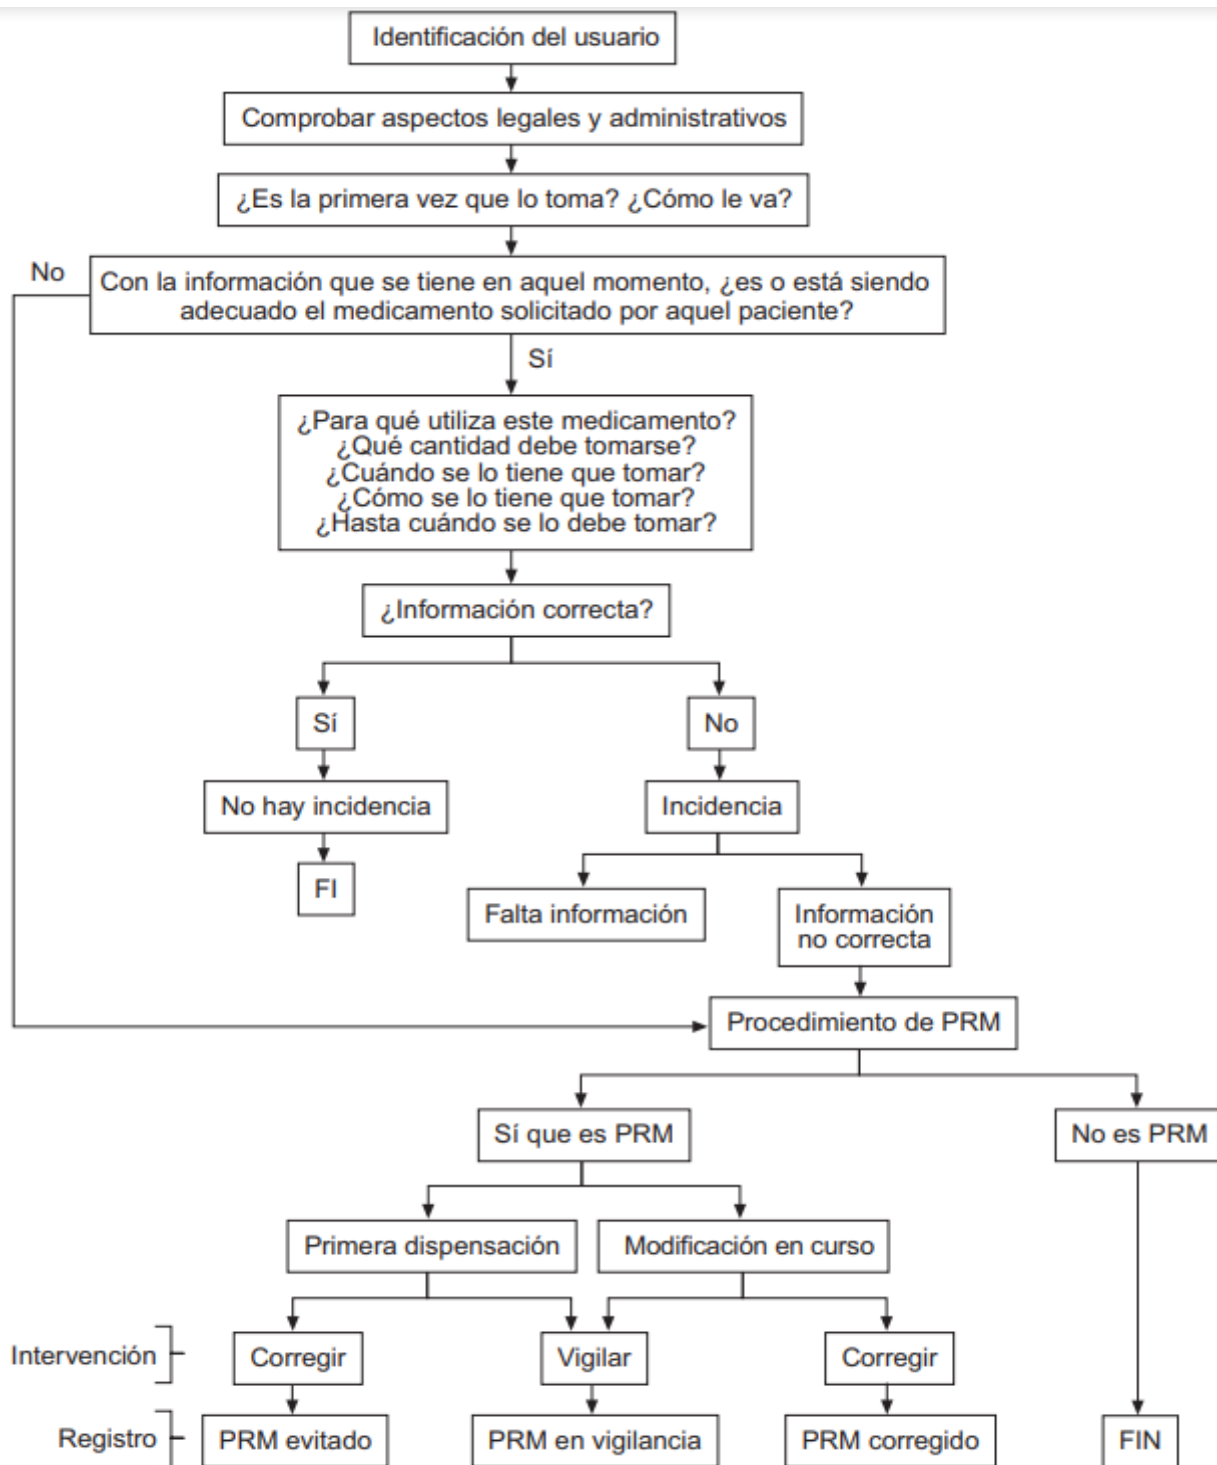 Identificación del usuario
Comprobar aspectos legales y administrativos
¿Es la primera vez que lo toma? ¿Cómo le va?
No
Con la información que se tiene en aquel momento, ¿es o está siendo
adecuado el medicamento solicitado por aquel paciente?
Sí
¿Para qué utiliza este medicamento?
¿Qué cantidad debe tomarse?
¿Cuándo se lo tiene que tomar?
¿Cómo se lo tiene que tomar?
¿Hasta cuándo se lo debe tomar?
¿Información correcta?
Sí
No
No hay incidencia
Incidencia
FI
Falta información
Información
no correcta
Procedimiento de PRM
Sí que es PRM
No es PRM
Primera dispensación
Modificación en curso
Intervención
Corregir
Vigilar
Corregir
Registro
PRM evitado
PRM en vigilancia
PRM corregido
FIN